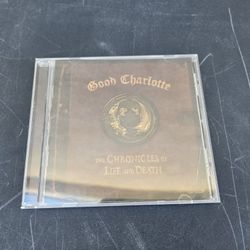 Good Charlotte
THE CHRONICLES OF
LIFE AND DEATH